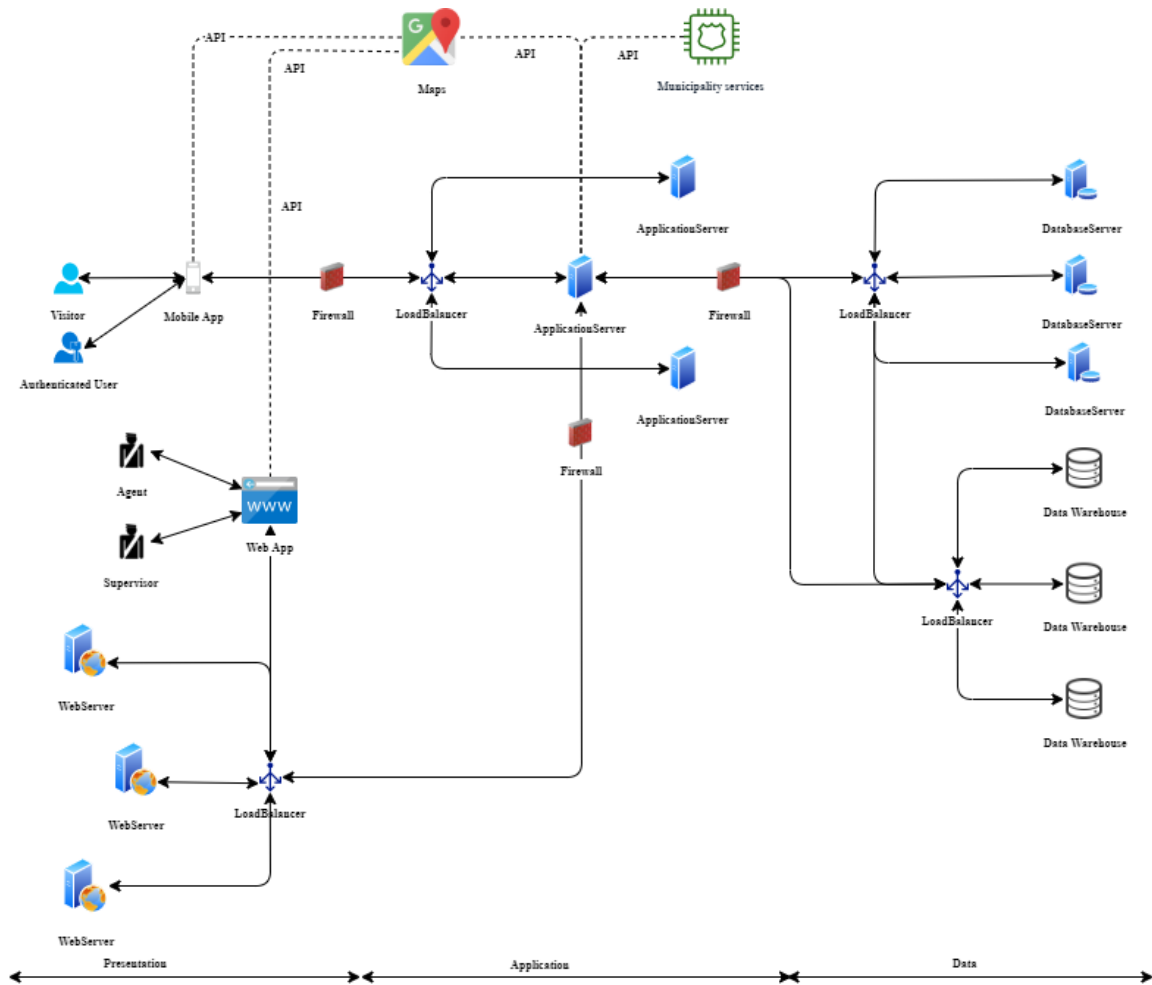 API
API
API
G
API
Maps
Municipality services
API
ApplicationServer
DatabaseServer
Visitor
Mobile App
Firewall
LoadBalancer
ApplicationServer
Firewall
LoadBalancer
DatabaseServer
Authenticated User
ApplicationServer
DatabaseServer
Firewall
Agent
WWW
Web App
Data Warehouse
Supervisor
LoadBalancer
Data Warehouse
WebServer
Data Warehouse
WebServer
LoadBalancer
WebServer
Presentation
Application
Data